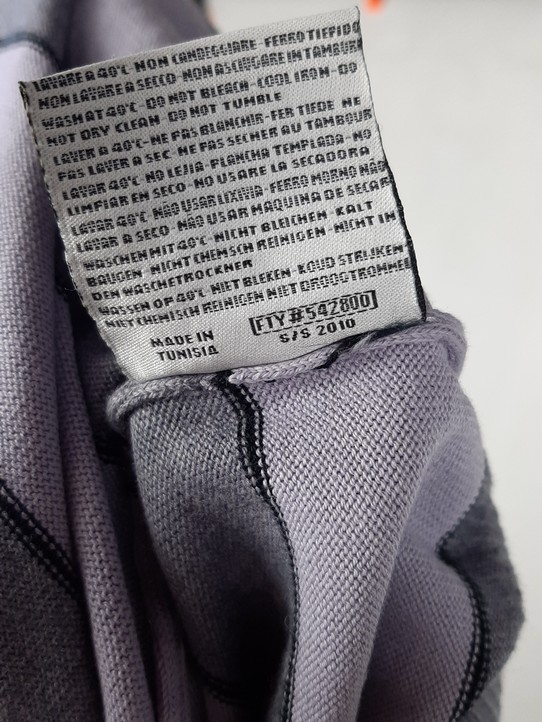 LAVARE A 40°C NON CANDEGGIARE - FERRO TIEPIDO
NON LAVARE A SECCO - NON ASCIUGARE IN TAMBURO
WASH AT 40°C - DO NOT BLEACH - COOL IRON - DO
NOT DRY CLEAN - DO NOT TUMBLE
LAVER A 40°C - NE PAS BLANCHIR - FER TIEDE NE
PAS LAVER A SEC - NE PAS SECHER AU TAMBOUR
LAVAR 40°C - NO LEJIA - PLANCHA TEMPLADA - NO
LIMPIAR EN SECO - NO USARE LA SECADORA
LAVAR 40°C - NÃO USAR LIXIVIA - FERRO MORNO NÃO
LAVAR A SECO - NÃO USAR MAQUINA DE SECAR
WASCHEN MIT 40°C - NICHT BLEICHEN - KALT
BÜGEN - NICHT CHEMISCH REINIGEN - NICHT IN
DEN WASCHETROCKNER
WASSEN OP 40°C NIET BLEKEN - KOUD STRIJKEN
NIET CHEMISCH REINIGEN NIET DROOGTROMMEL
MADE IN
TUNISIA
FTY#542800
S/S 2010